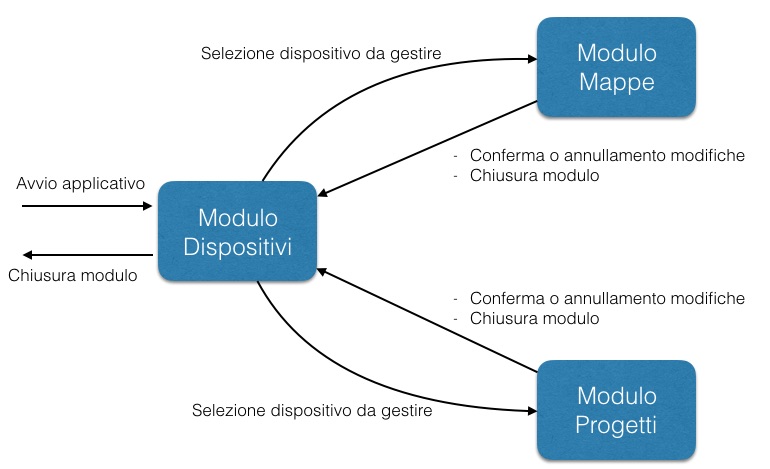 Selezione dispositivo da gestire
Modulo
Mappe
- Conferma o annullamento modifiche
- Chiusura modulo
Avvio applicativo
Modulo
Dispositivi
Chiusura modulo
- Conferma o annullamento modifiche
- Chiusura modulo
Selezione dispositivo da gestire
Modulo
Progetti